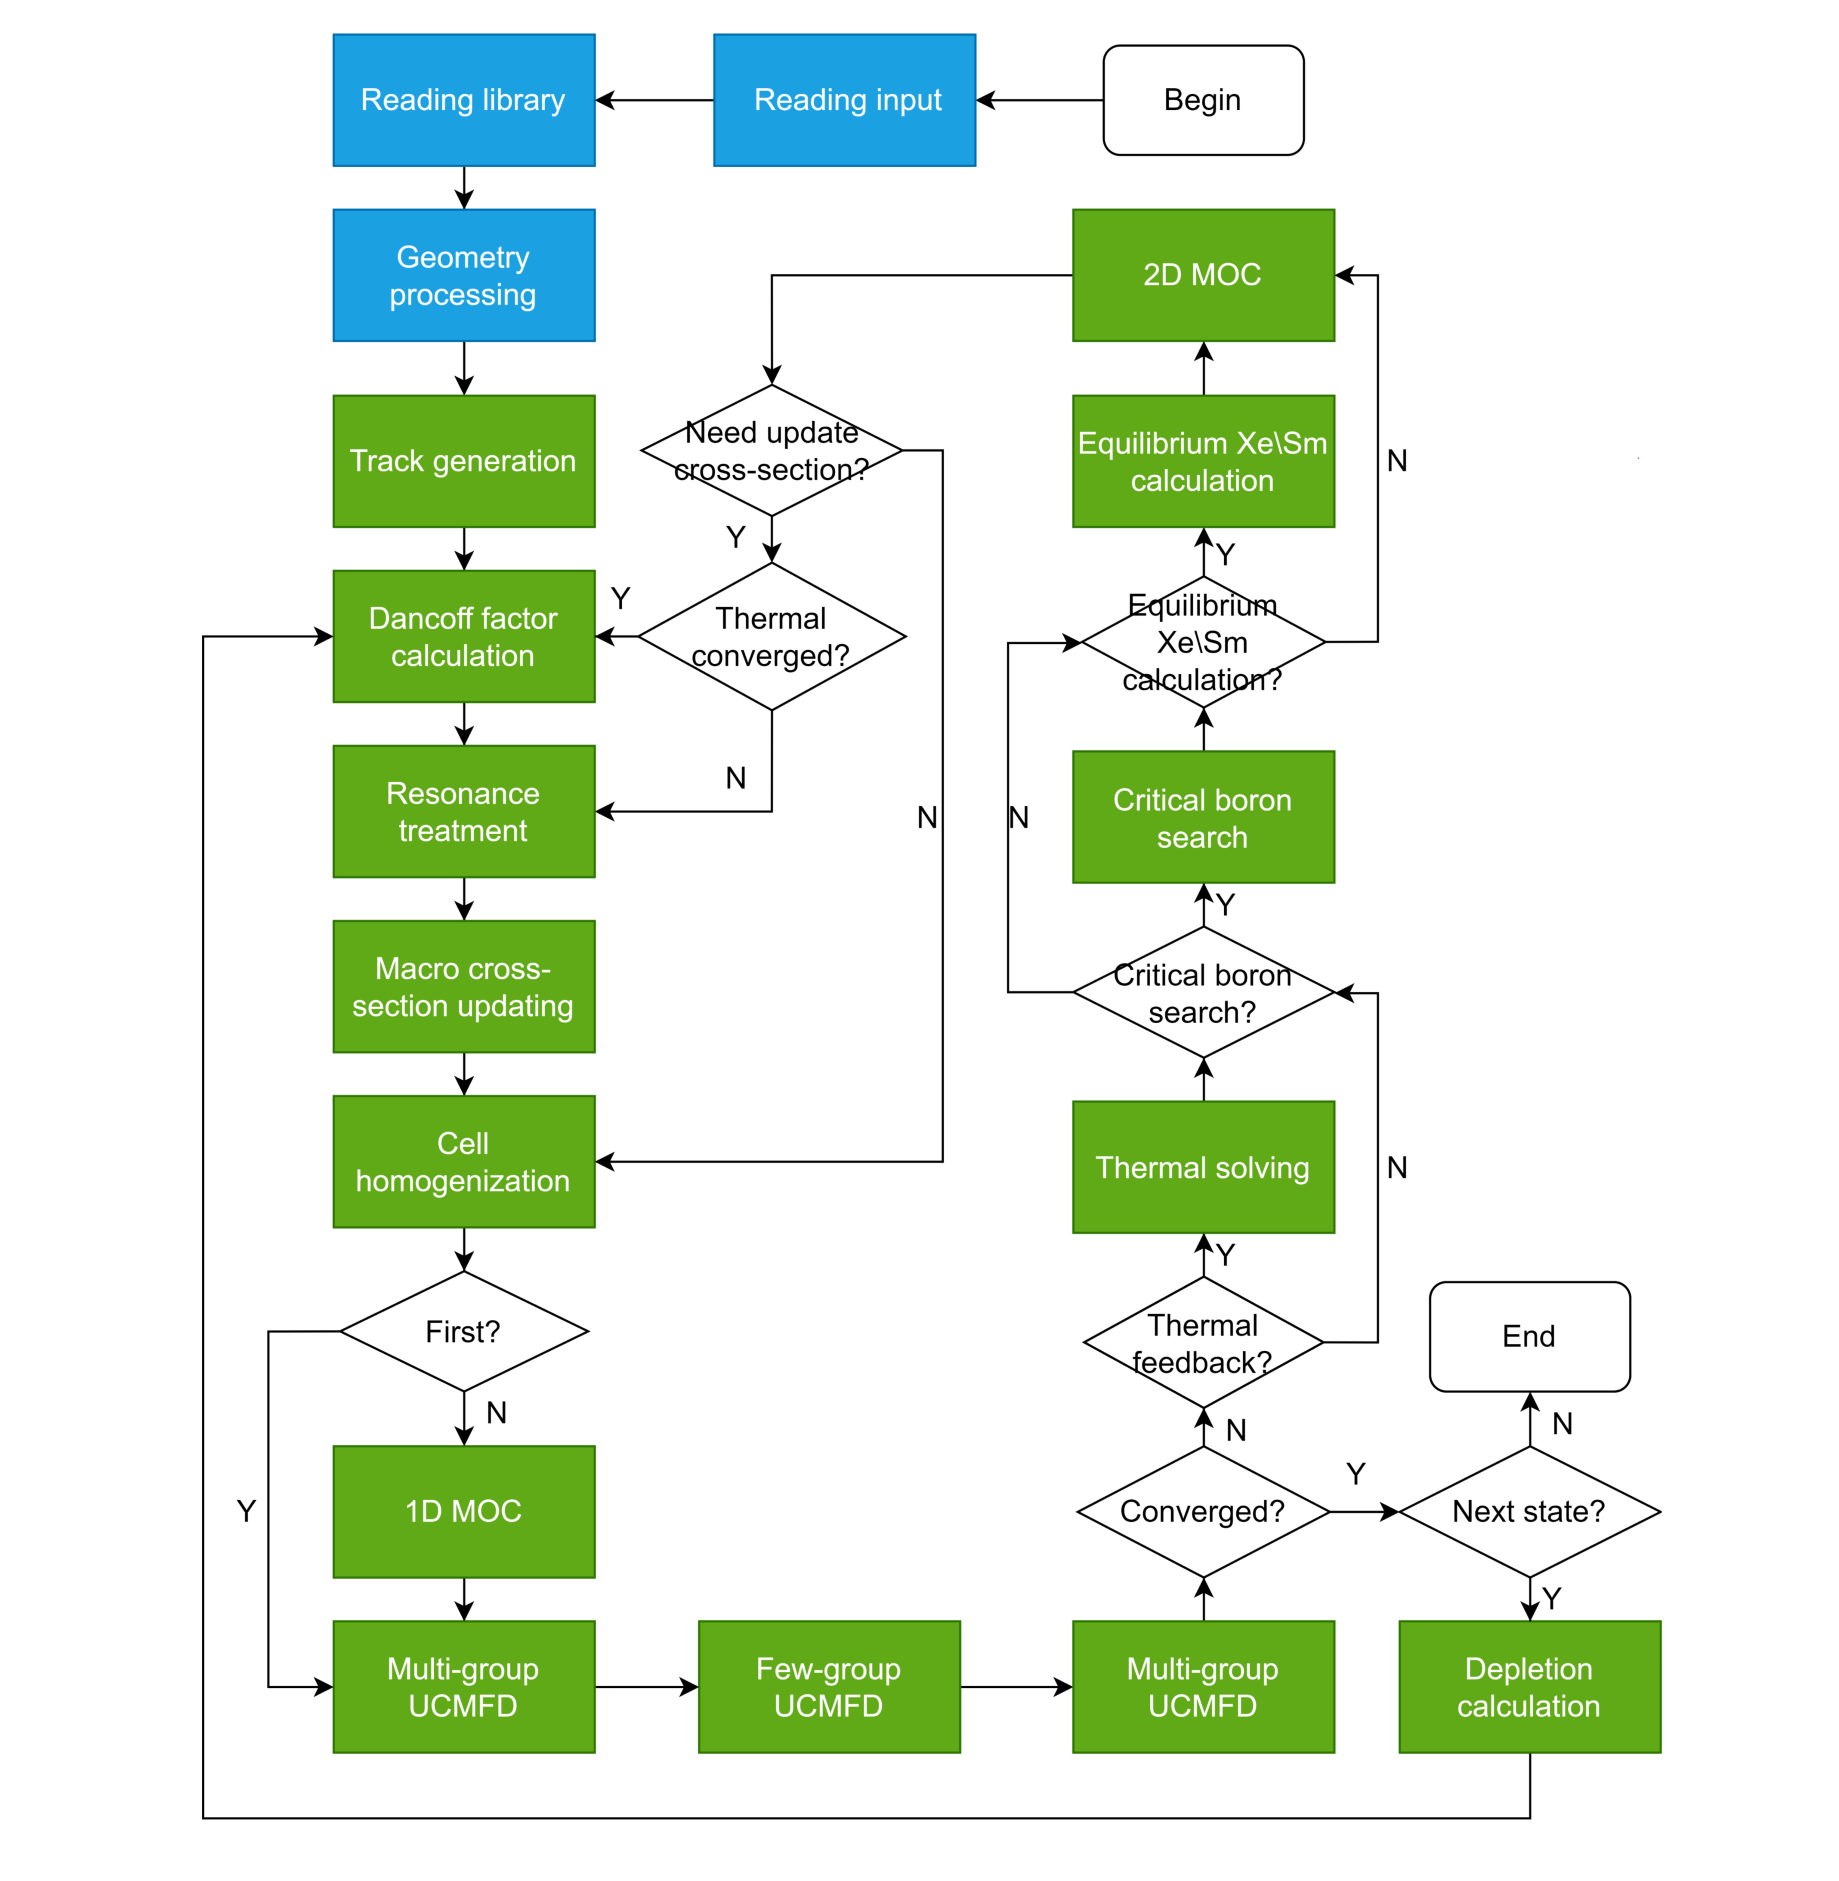 Reading library
Reading input
Begin
Geometry
processing
2D MOC
Track generation
Need update
cross-section?
Equilibrium Xe\Sm
calculation
N
Y
Y
Dancoff factor
calculation
Y
Thermal
converged?
Equilibrium
Xe\Sm
calculation?
Resonance
treatment
N
N
N
Critical boron
search
Y
Macro cross-
section updating
Critical boron
search?
Cell
homogenization
Thermal solving
N
Y
First?
Thermal
feedback?
End
N
N
N
Y
Y
1D MOC
Converged?
Next state?
Y
Multi-group
UCMFD
Few-group
UCMFD
Multi-group
UCMFD
Depletion
calculation